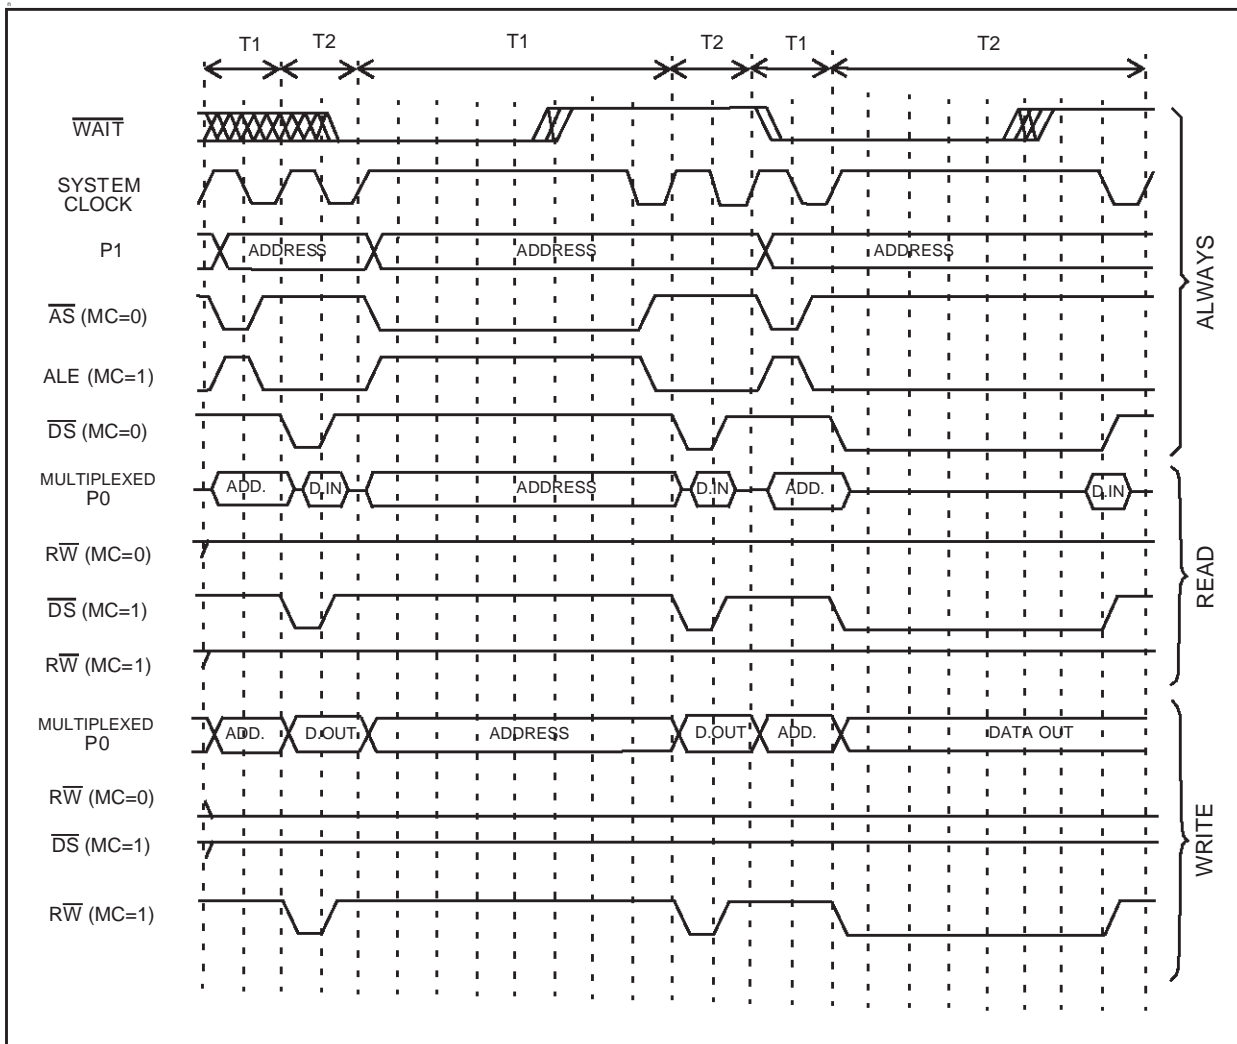 T1 T2 T1 T2 T1 T2
WAIT
SYSTEM
CLOCK
P1 ADDRESS ADDRESS ADDRESS
AS (MC=0)
ALE (MC=1)
DS (MC=0)
MULTIPLEXED
P0 ADD. D.IN ADDRESS D.IN ADD. D.IN
RW (MC=0)
DS (MC=1)
RW (MC=1)
MULTIPLEXED
P0 ADD. D.OUT ADDRESS D.OUT ADD. DATA OUT
RW (MC=0)
DS (MC=1)
RW (MC=1)
ALWAYS
READ
WRITE